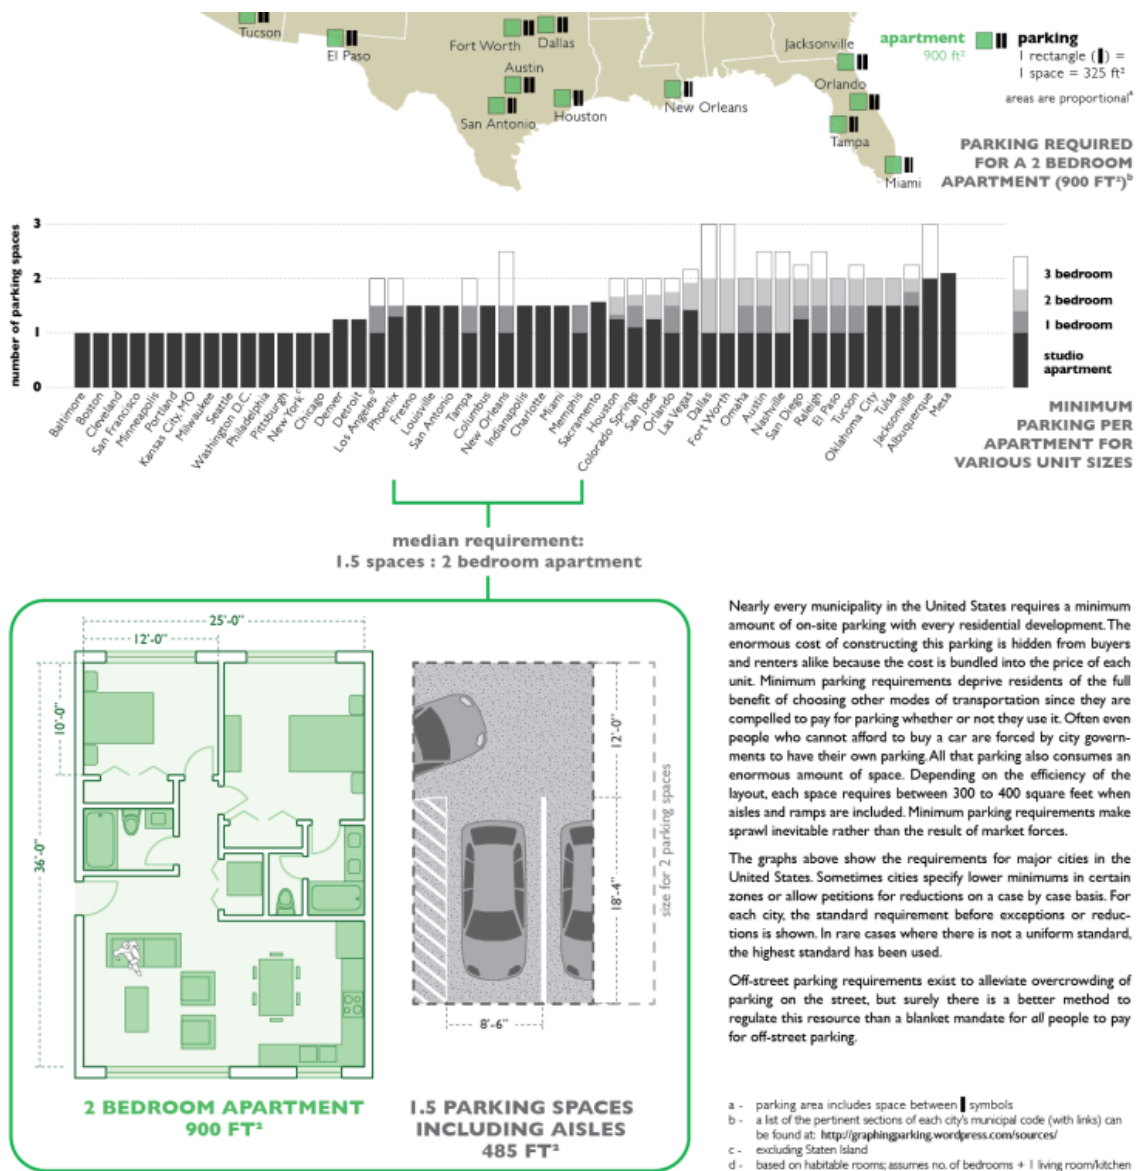 Tucson
El Paso
Fort Worth
Dallas
Austin
San Antonio
Houston
New Orleans
Jacksonville
Orlando
Tampa
Miami
apartment
900 ft²
parking
1 rectangle (▮) =
1 space = 325 ft²
areas are proportionalᵃ
PARKING REQUIRED
FOR A 2 BEDROOM
APARTMENT (900 FT²)ᵇ
number of parking spaces
3
2
1
0
Baltimore
Boston
Cleveland
San Francisco
Minneapolis
Portland
Kansas City, MO
Milwaukee
Seattle
Washington D.C.
Philadelphia
Pittsburgh
New Yorkᶜ
Chicago
Denver
Detroit
Los Angelesᵈ
Phoenix
Fresno
Louisville
San Antonio
Tampa
Columbus
New Orleans
Indianapolis
Charlotte
Miami
Memphis
Sacramento
Houston
Colorado Springs
San Jose
Orlando
Las Vegas
Dallas
Fort Worth
Omaha
Austin
Nashville
San Diego
Raleigh
El Paso
Tucson
Oklahoma City
Tulsa
Jacksonville
Albuquerque
Mesa
3 bedroom
2 bedroom
1 bedroom
studio
apartment
MINIMUM
PARKING PER
APARTMENT FOR
VARIOUS UNIT SIZES
median requirement:
1.5 spaces : 2 bedroom apartment
25'-0"
12'-0"
10'-0"
36'-0"
12'-0"
18'-4"
8'-6"
size for 2 parking spaces
2 BEDROOM APARTMENT
900 FT²
1.5 PARKING SPACES
INCLUDING AISLES
485 FT²
Nearly every municipality in the United States requires a minimum
amount of on-site parking with every residential development. The
enormous cost of constructing this parking is hidden from buyers
and renters alike because the cost is bundled into the price of each
unit. Minimum parking requirements deprive residents of the full
benefit of choosing other modes of transportation since they are
compelled to pay for parking whether or not they use it. Often even
people who cannot afford to buy a car are forced by city govern-
ments to have their own parking. All that parking also consumes an
enormous amount of space. Depending on the efficiency of the
layout, each space requires between 300 to 400 square feet when
aisles and ramps are included. Minimum parking requirements make
sprawl inevitable rather than the result of market forces.
The graphs above show the requirements for major cities in the
United States. Sometimes cities specify lower minimums in certain
zones or allow petitions for reductions on a case by case basis. For
each city, the standard requirement before exceptions or reduc-
tions is shown. In rare cases where there is not a uniform standard,
the highest standard has been used.
Off-street parking requirements exist to alleviate overcrowding of
parking on the street, but surely there is a better method to
regulate this resource than a blanket mandate for all people to pay
for off-street parking.
a - parking area includes space between ▮ symbols
b - a list of the pertinent sections of each city's municipal code (with links) can
be found at: http://graphingparking.wordpress.com/sources/
c - excluding Staten Island
d - based on habitable rooms; assumes no. of bedrooms + 1 living room/kitchen